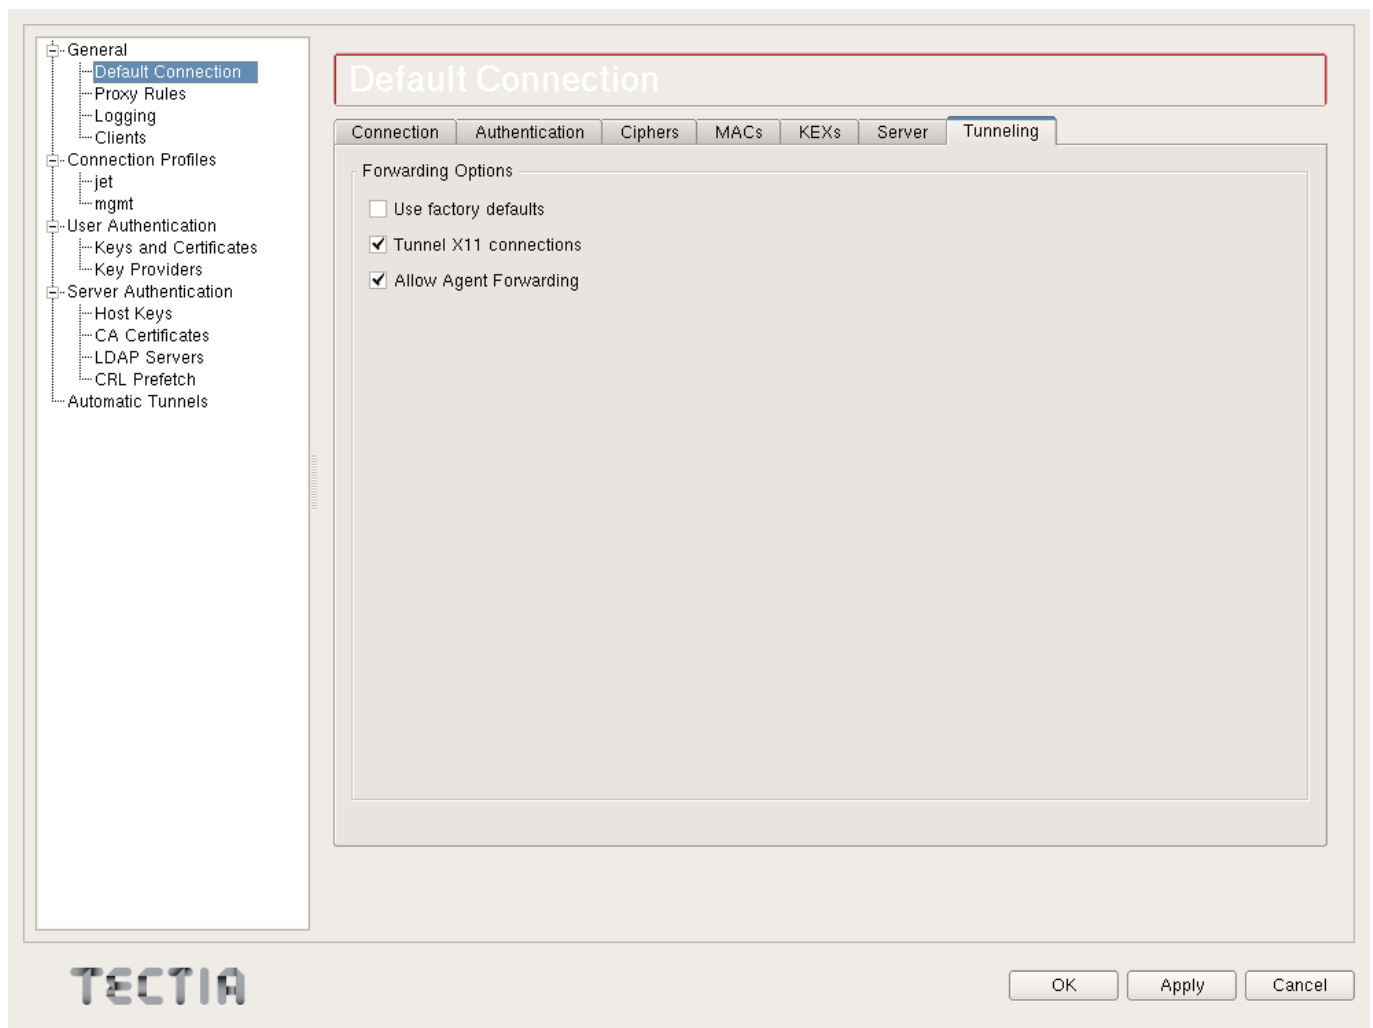 General
Default Connection
Proxy Rules
Logging
Clients
Connection Profiles
jet
mgmt
User Authentication
Keys and Certificates
Key Providers
Server Authentication
Host Keys
CA Certificates
LDAP Servers
CRL Prefetch
Automatic Tunnels
Default Connection
Connection Authentication Ciphers MACs KEXs Server Tunneling
Forwarding Options
Use factory defaults
Tunnel X11 connections
Allow Agent Forwarding
TECTIA
OK Apply Cancel